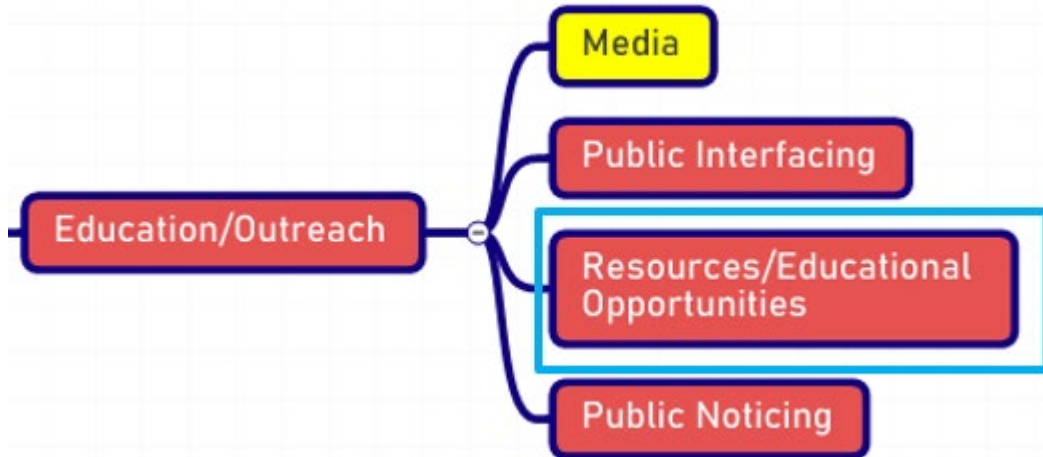 Media
Public Interfacing
Education/Outreach
Resources/Educational
Opportunities
Public Noticing